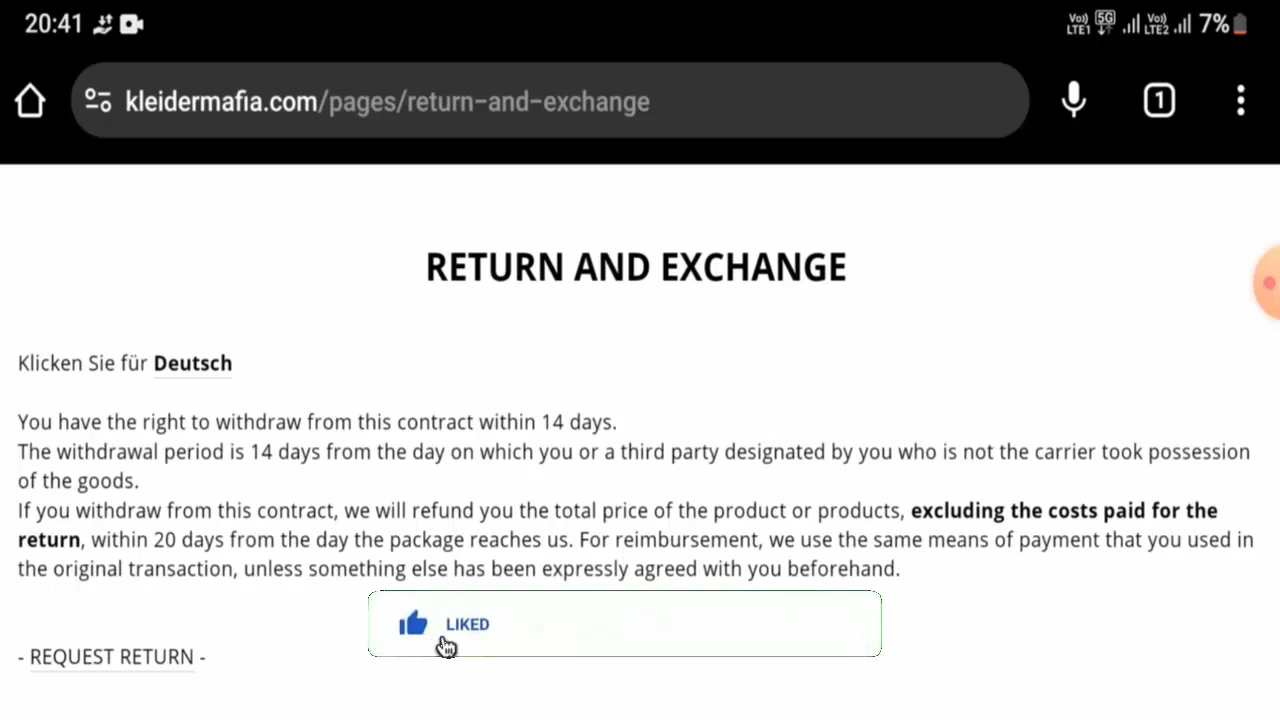 20:41
Vo) LTE1 5G Vo) LTE2 7%
kleidermafia.com/pages/return-and-exchange
1
RETURN AND EXCHANGE
Klicken Sie für Deutsch
You have the right to withdraw from this contract within 14 days.
The withdrawal period is 14 days from the day on which you or a third party designated by you who is not the carrier took possession
of the goods.
If you withdraw from this contract, we will refund you the total price of the product or products, excluding the costs paid for the
return, within 20 days from the day the package reaches us. For reimbursement, we use the same means of payment that you used in
the original transaction, unless something else has been expressly agreed with you beforehand.
LIKED
- REQUEST RETURN -